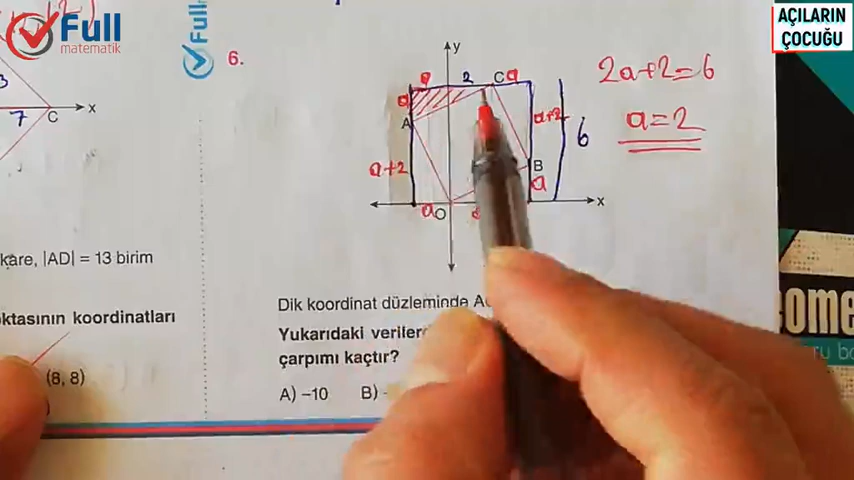 Full
matematik
AÇILARIN
ÇOCUĞU
Full
6.
y
a
2
C
a
a
A
a+2
a+2
6
B
a
a
O
x
2a+2=6
a=2
7
C
x
kare, |AD| = 13 birim
ktasının koordinatları
(8, 8)
Dik koordinat düzleminde
Yukarıdaki veriler
çarpımı kaçtır?
A) –10 B) –